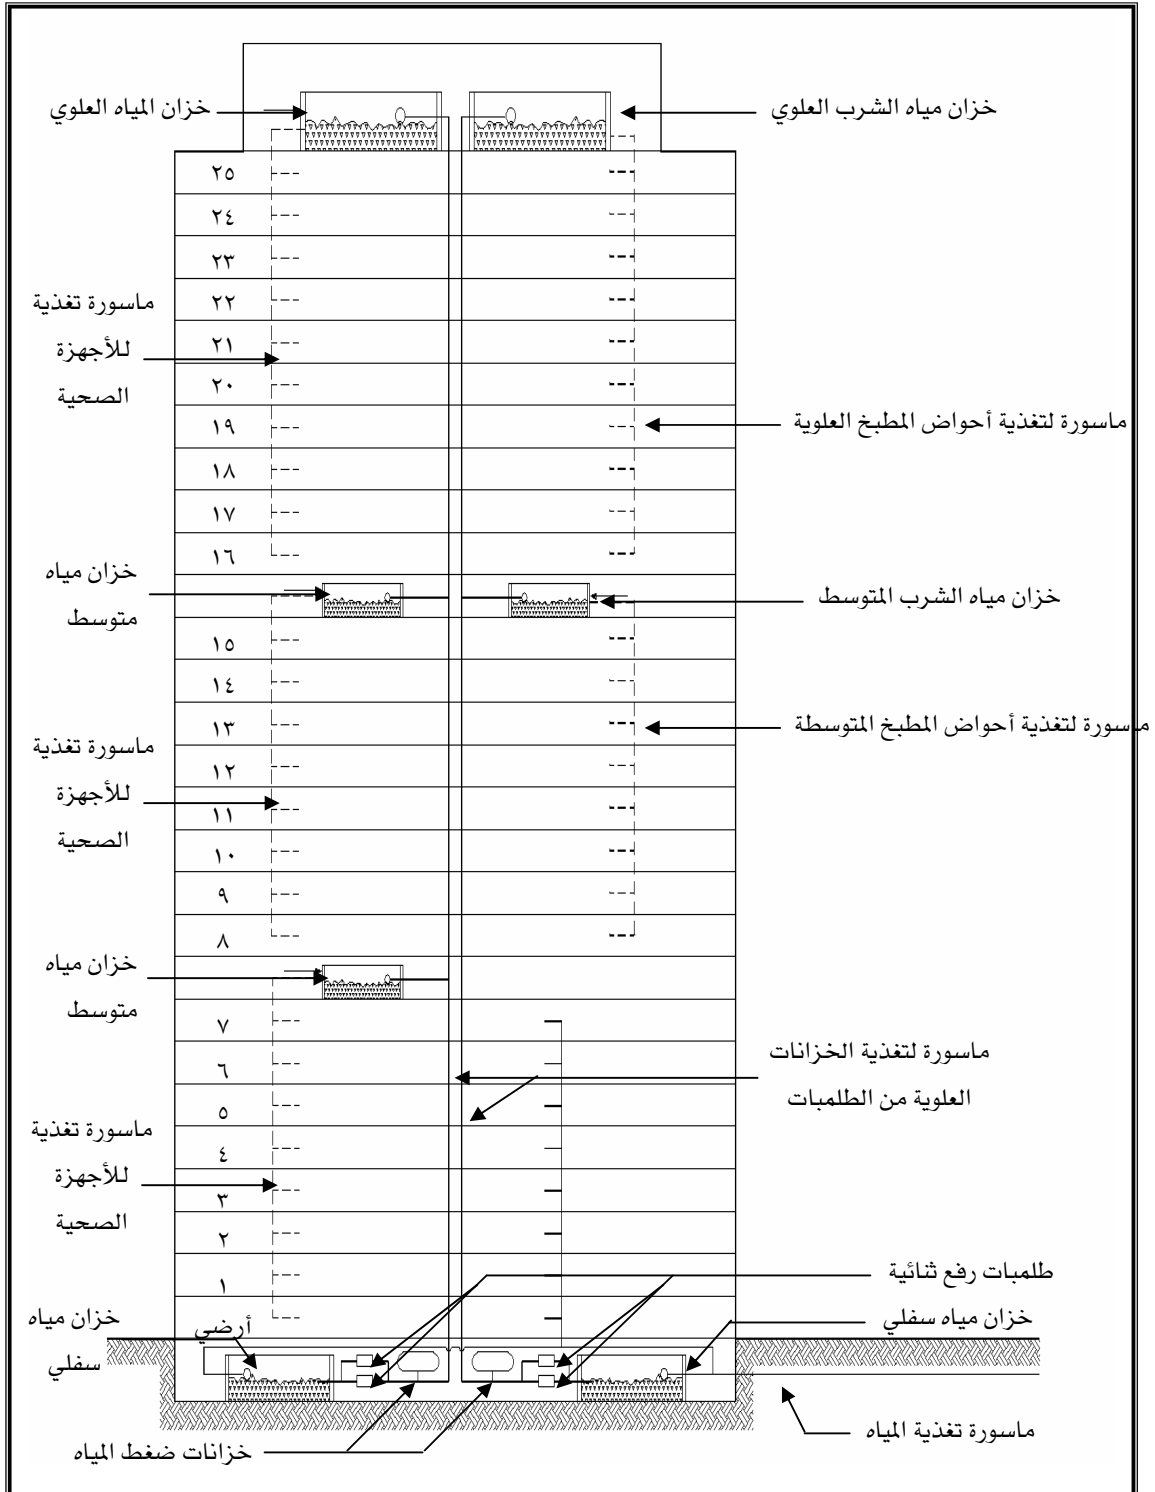 خزان المياه العلوي
خزان مياه الشرب العلوي
٢٥
٢٤
٢٣
٢٢
ماسورة تغذية
للأجهزة
الصحية
٢١
٢٠
١٩
ماسورة لتغذية أحواض المطبخ العلوية
١٨
١٧
١٦
خزان مياه
متوسط
خزان مياه الشرب المتوسط
١٥
١٤
١٣
ماسورة لتغذية أحواض المطبخ المتوسطة
ماسورة تغذية
للأجهزة
الصحية
١٢
١١
١٠
٩
٨
خزان مياه
متوسط
٧
ماسورة لتغذية الخزانات
العلوية من الطلمبات
٦
٥
٤
ماسورة تغذية
للأجهزة
الصحية
٣
٢
١
طلمبات رفع ثنائية
خزان مياه سفلي
أرضي
خزان مياه
سفلي
ماسورة تغذية المياه
خزانات ضغط المياه